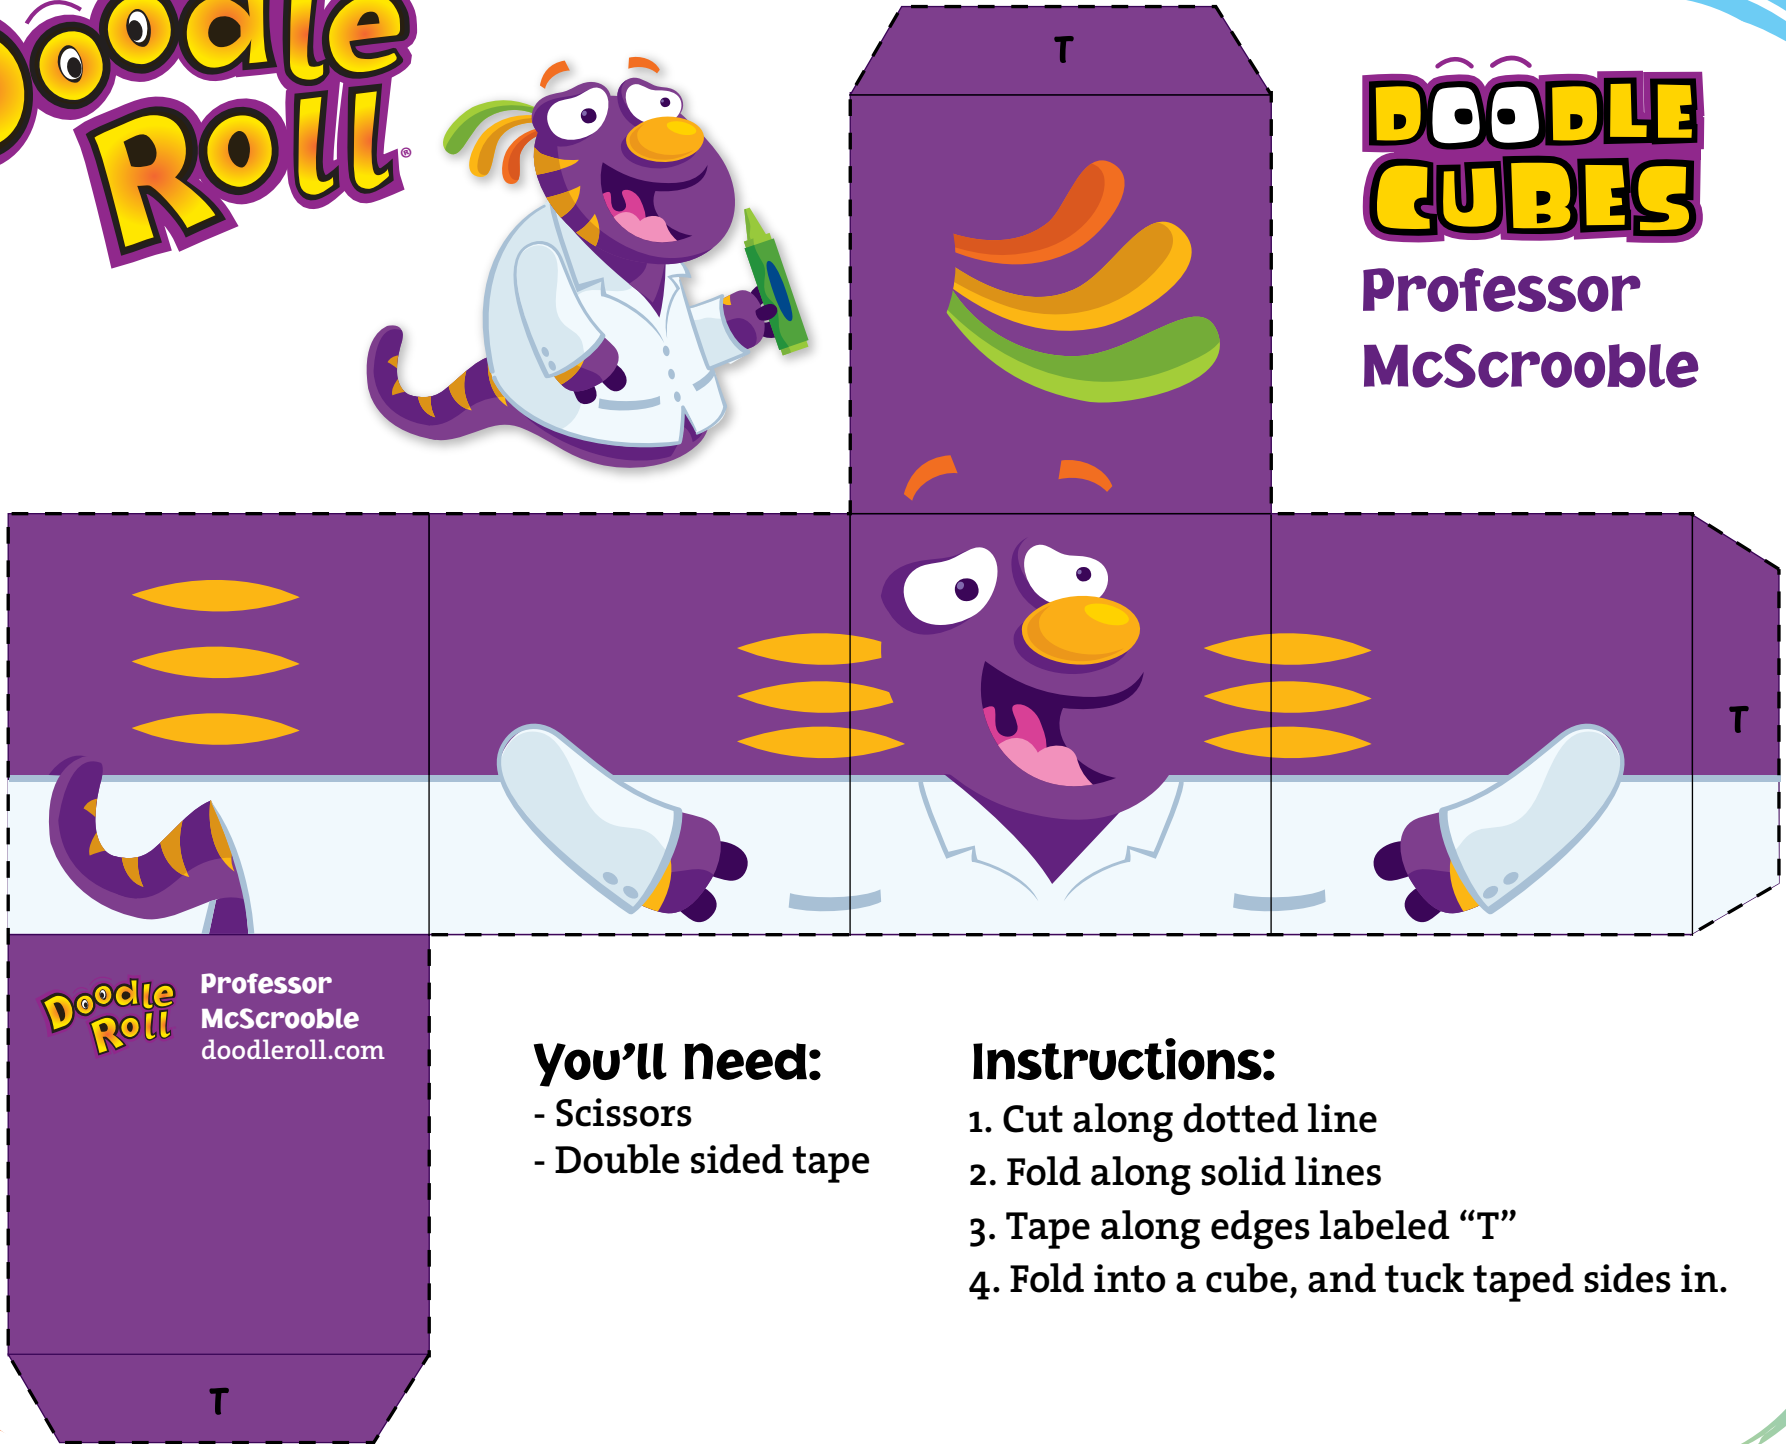 Doodle
Roll®
T
DOODLE
CUBES
Professor
McScrooble
T
Doodle
Roll
Professor
McScrooble
doodleroll.com
You’ll Need:
- Scissors
- Double sided tape
Instructions:
1. Cut along dotted line
2. Fold along solid lines
3. Tape along edges labeled “T”
4. Fold into a cube, and tuck taped sides in.
T